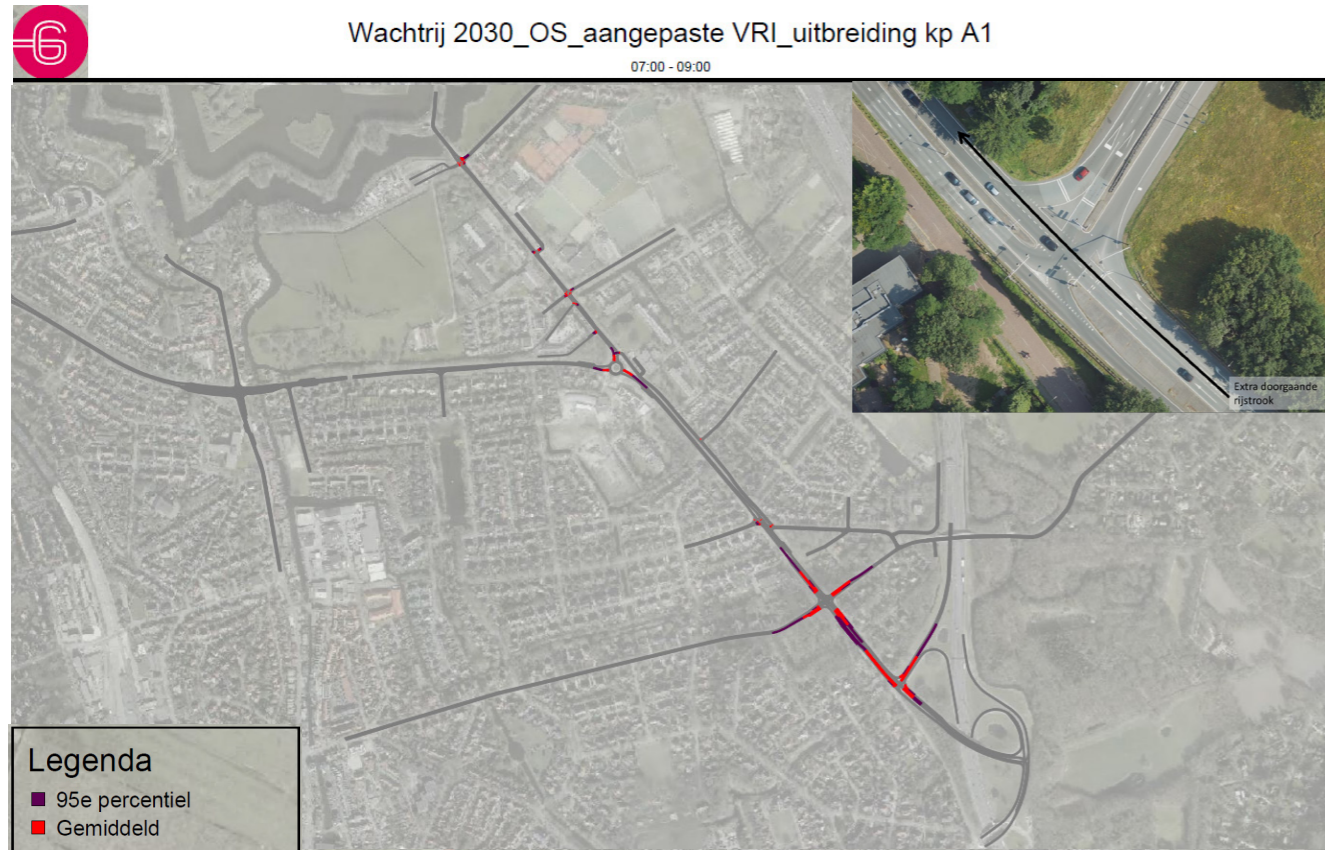 Wachtrij 2030_OS_aangepaste VRI_uitbreiding kp A1
07:00 - 09:00
Extra doorgaande
rijstrook
Legenda
95e percentiel
Gemiddeld